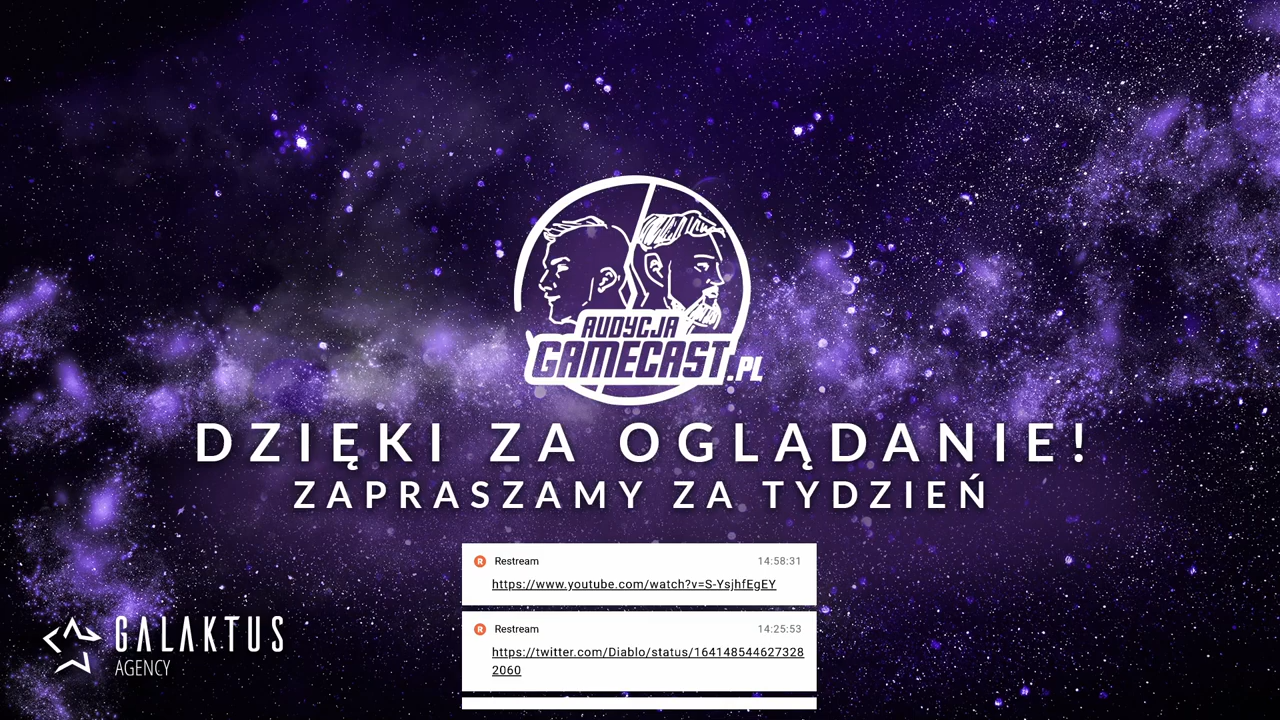 AUDYCJA
GAMECAST.PL
DZIĘKI ZA OGLĄDANIE!
ZAPRASZAMY ZA TYDZIEŃ
R Restream 14:58:31
https://www.youtube.com/watch?v=S-YsjhfEgEY
R Restream 14:25:53
https://twitter.com/Diablo/status/164148544627328
2060
GALAKTUS
AGENCY